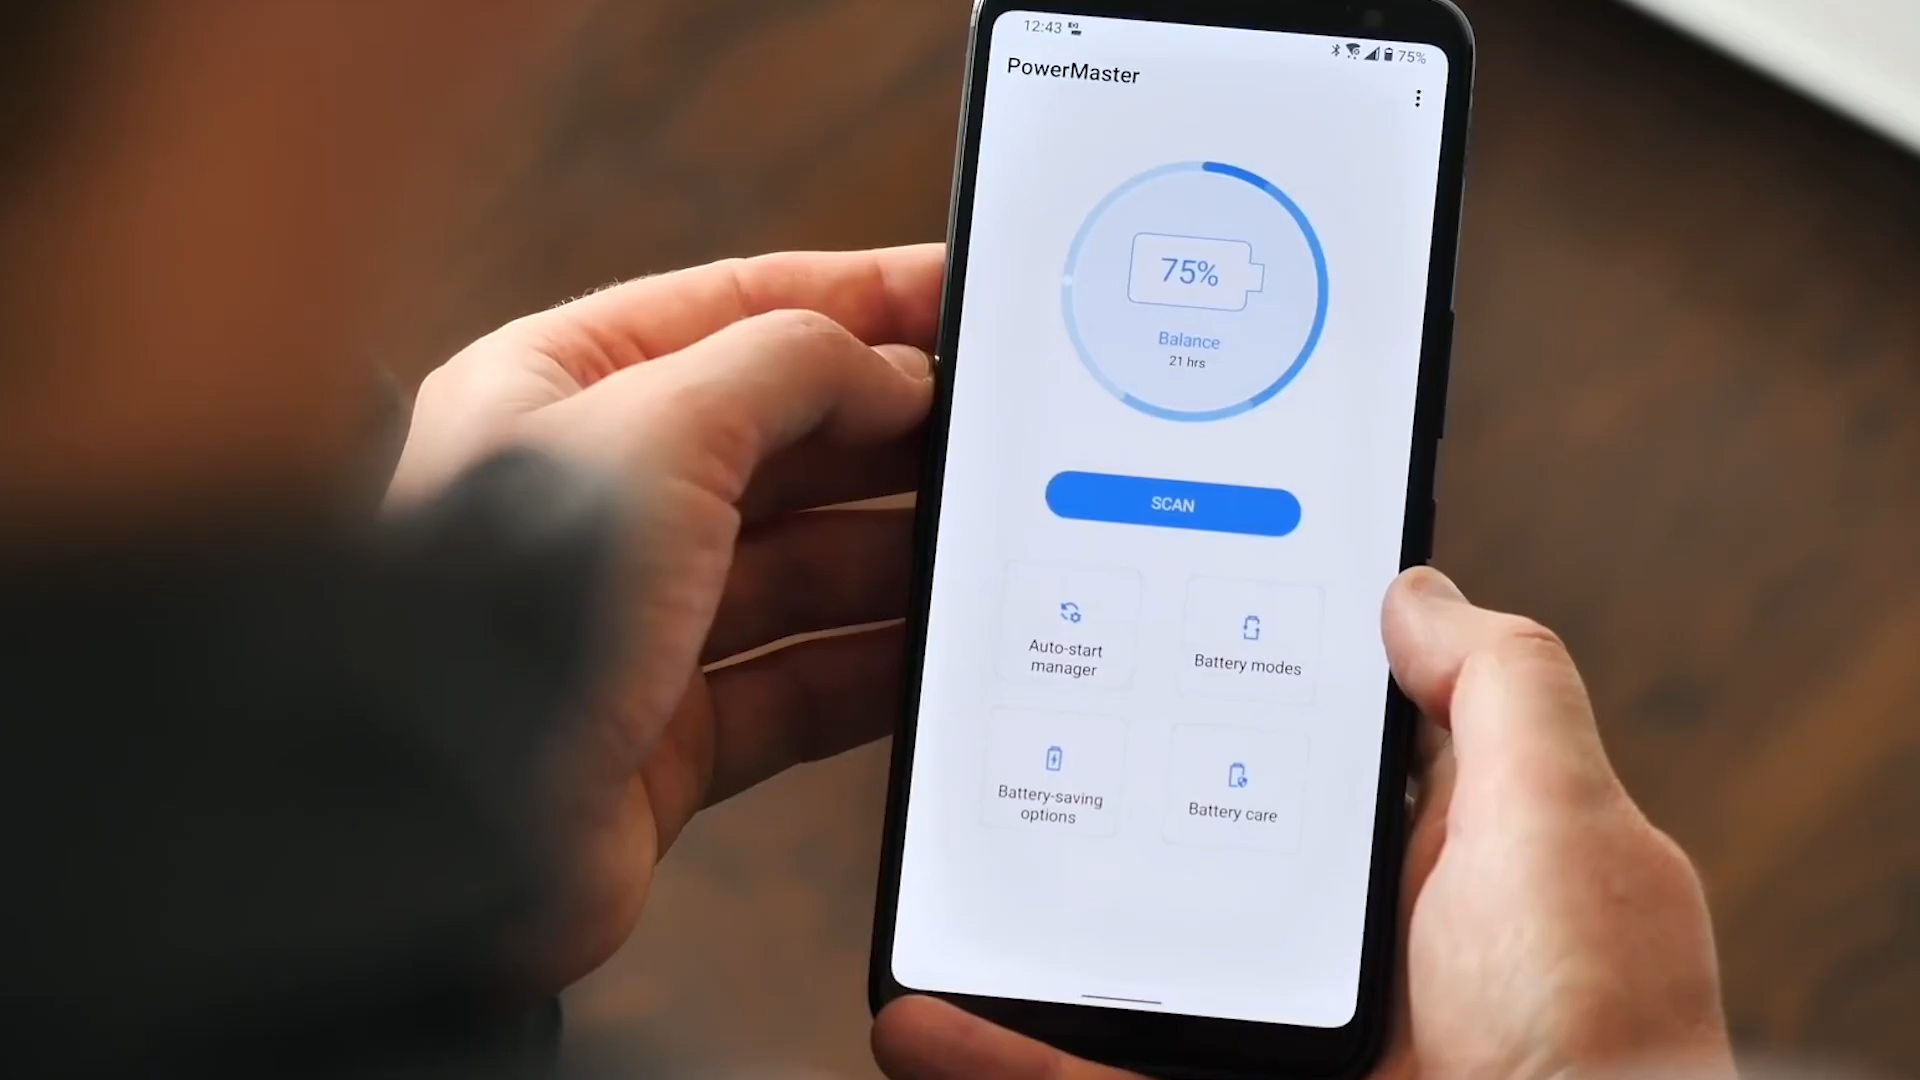 12:43
75%
PowerMaster
75%
Balance
21 hrs
SCAN
Auto-start
manager
Battery modes
Battery-saving
options
Battery care